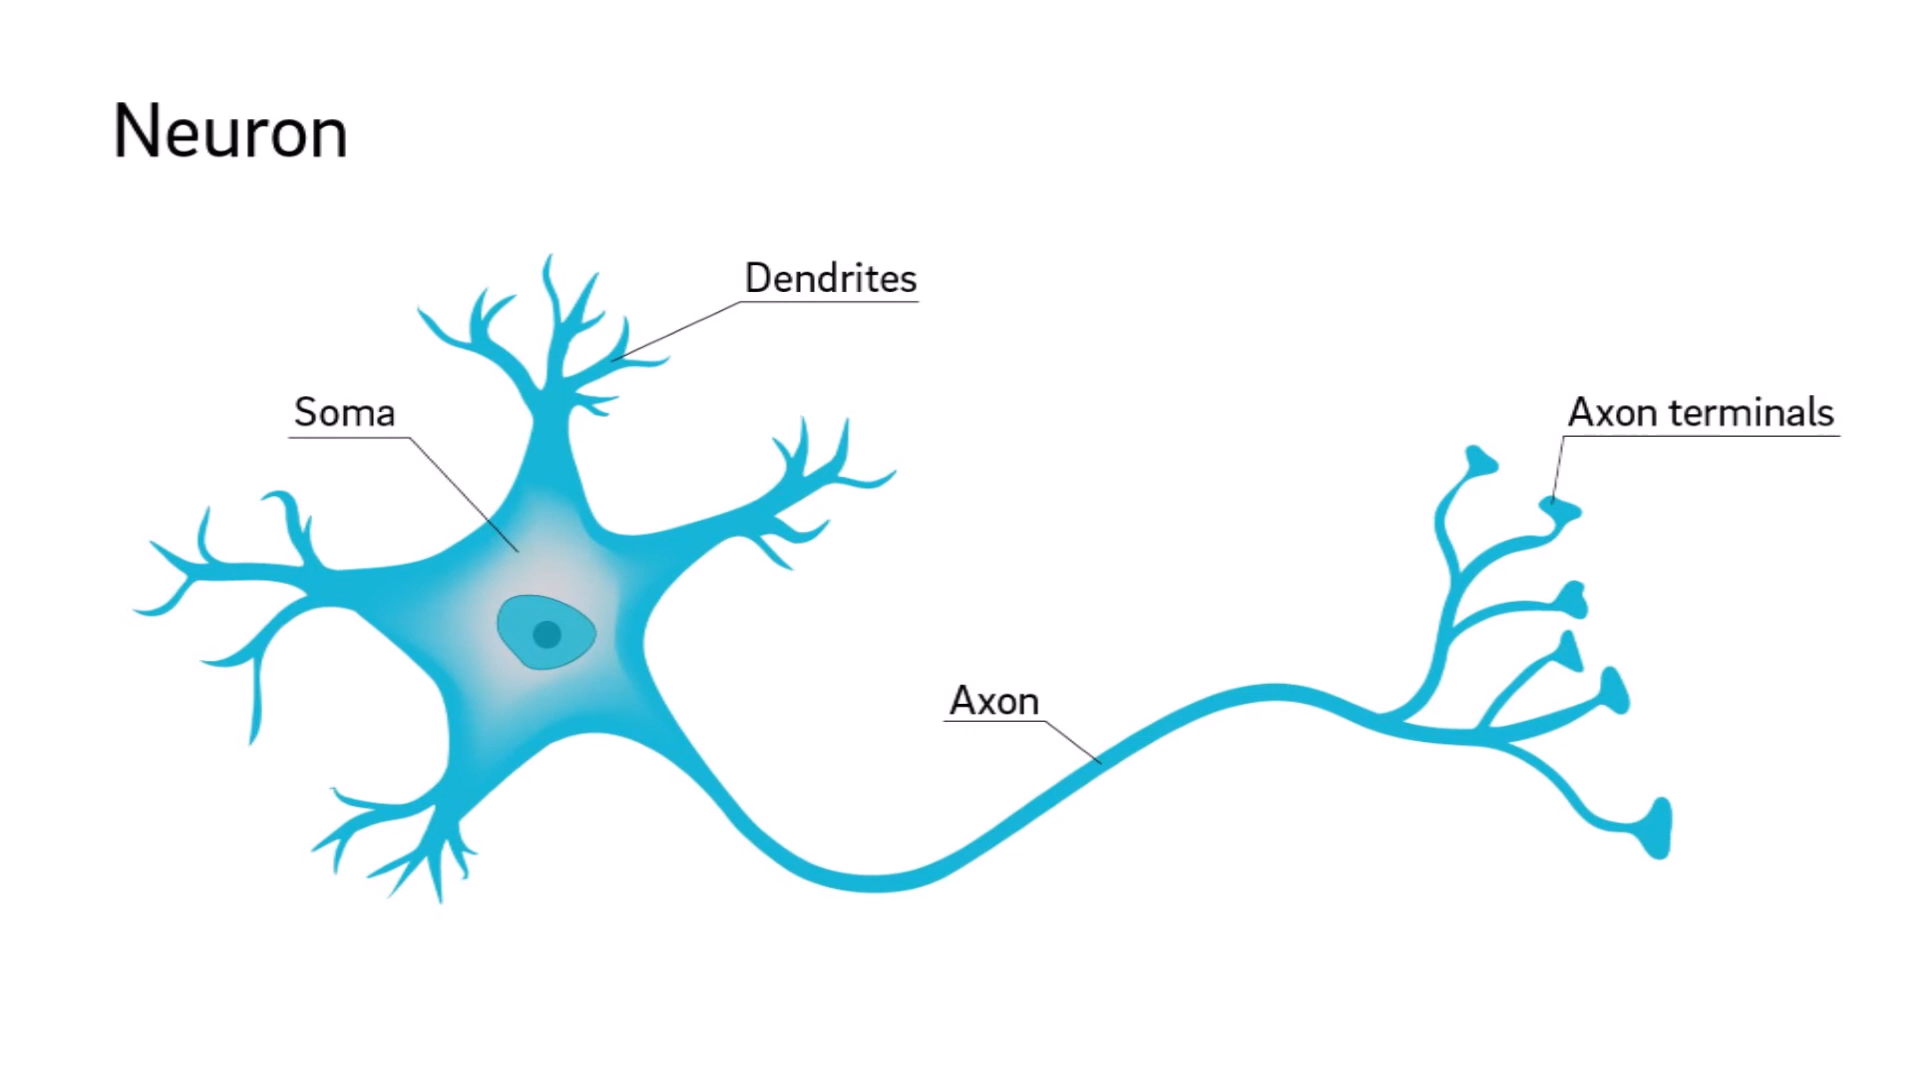 Neuron
Dendrites
Soma
Axon terminals
Axon